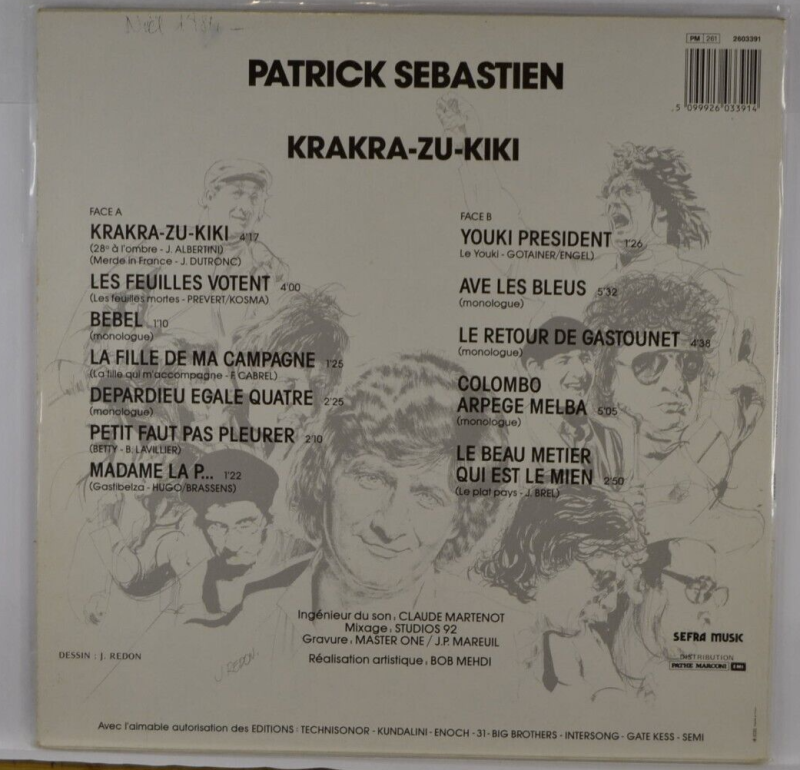 Noël 1984
PM 261 2603391
PATRICK SEBASTIEN
5 099926 033914
KRAKRA-ZU-KIKI
FACE A
KRAKRA-ZU-KIKI 4'17
(28° à l'ombre - J. ALBERTINI)
(Merde in France - J. DUTRONC)
LES FEUILLES VOTENT 4'00
(Les feuilles mortes - PREVERT/KOSMA)
BEBEL 1'10
(monologue)
LA FILLE DE MA CAMPAGNE 1'25
(La fille qui m'accompagne - F. CABREL)
DEPARDIEU EGALE QUATRE 2'25
(monologue)
PETIT FAUT PAS PLEURER 2'10
(BETTY - B. LAVILLIER)
MADAME LA P... 1'22
(Gastibelza - HUGO/BRASSENS)
FACE B
YOUKI PRESIDENT 1'26
Le Youki - GOTAINER/ENGEL)
AVE LES BLEUS 5'32
(monologue)
LE RETOUR DE GASTOUNET 4'38
(monologue)
COLOMBO
ARPEGE MELBA 5'05
(monologue)
LE BEAU METIER
QUI EST LE MIEN 2'50
(Le plat pays - J. BREL)
Ingénieur du son : CLAUDE MARTENOT
Mixage : STUDIOS 92
Gravure : MASTER ONE / J.P. MAREUIL
Réalisation artistique : BOB MEHDI
DESSIN : J. REDON
J. REDON.
SEFRA MUSIK
DISTRIBUTION
PATHE MARCONI EMI
Avec l'aimable autorisation des EDITIONS : TECHNISONOR - KUNDALINI - ENOCH - 31 - BIG BROTHERS - INTERSONG - GATE KESS - SEMI